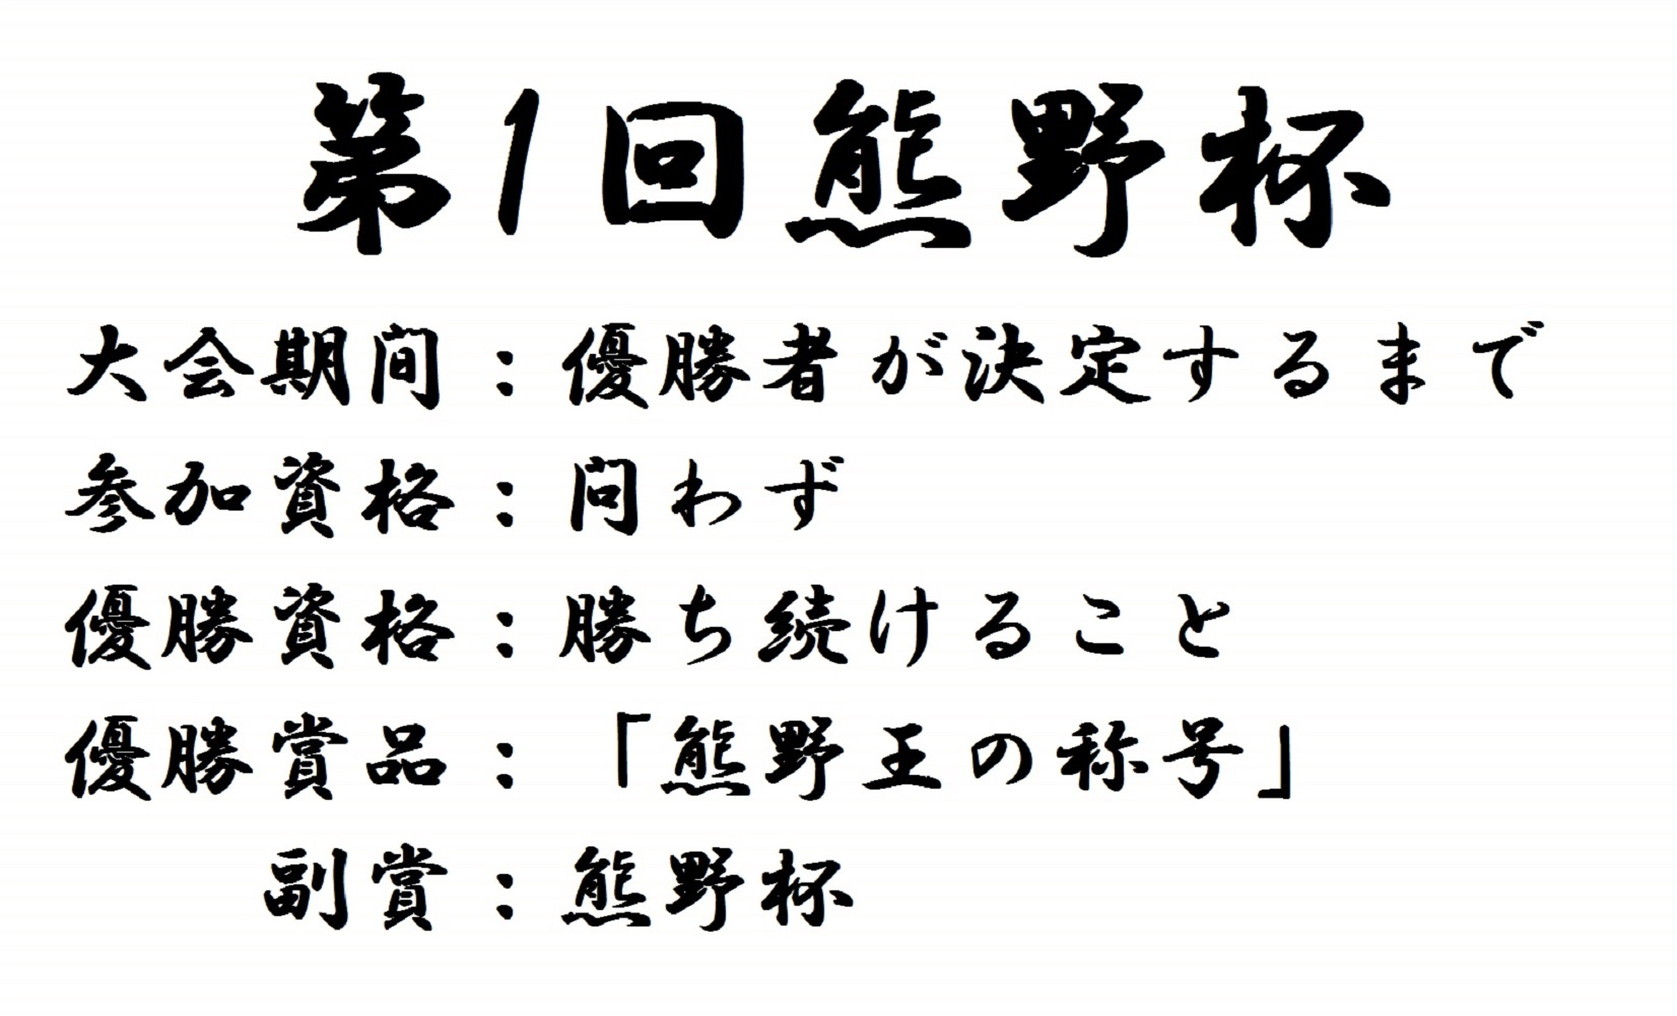 第1回熊野杯
大会期間：優勝者が決定するまで
参加資格：問わず
優勝資格：勝ち続けること
優勝賞品：「熊野王の称号」
副賞：熊野杯